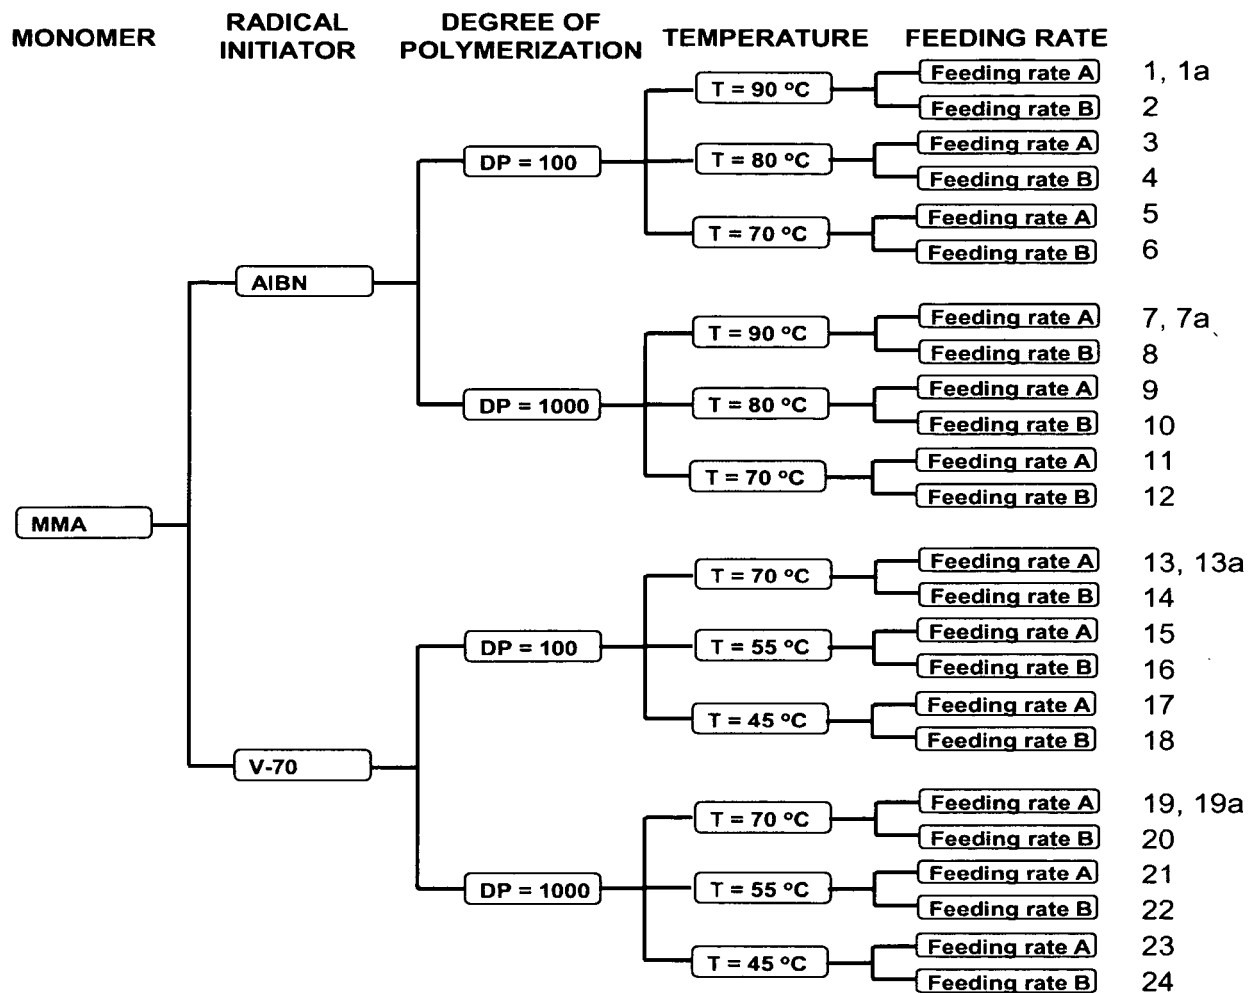 MONOMER
RADICAL
INITIATOR
DEGREE OF
POLYMERIZATION
TEMPERATURE
FEEDING RATE
MMA
AIBN
DP = 100
T = 90 °C
Feeding rate A 1, 1a
Feeding rate B 2
T = 80 °C
Feeding rate A 3
Feeding rate B 4
T = 70 °C
Feeding rate A 5
Feeding rate B 6
DP = 1000
T = 90 °C
Feeding rate A 7, 7a
Feeding rate B 8
T = 80 °C
Feeding rate A 9
Feeding rate B 10
T = 70 °C
Feeding rate A 11
Feeding rate B 12
V-70
DP = 100
T = 70 °C
Feeding rate A 13, 13a
Feeding rate B 14
T = 55 °C
Feeding rate A 15
Feeding rate B 16
T = 45 °C
Feeding rate A 17
Feeding rate B 18
DP = 1000
T = 70 °C
Feeding rate A 19, 19a
Feeding rate B 20
T = 55 °C
Feeding rate A 21
Feeding rate B 22
T = 45 °C
Feeding rate A 23
Feeding rate B 24